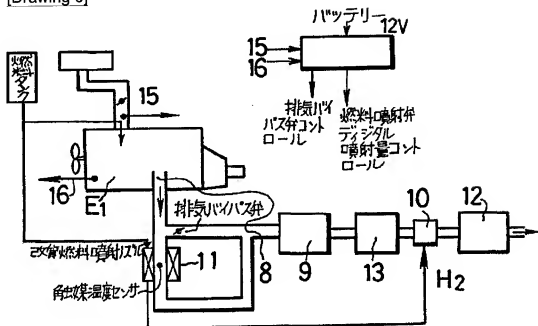 バッテリー
12V
15
16
排気バイ
パス弁コント
ロール
燃料噴射弁
ディジタル
噴射量コント
ロール
燃料
タンク
15
16
E1
排気バイパス弁
改質燃料噴射ノズル
触媒温度センサ
11
8
9
13
10
12
H2